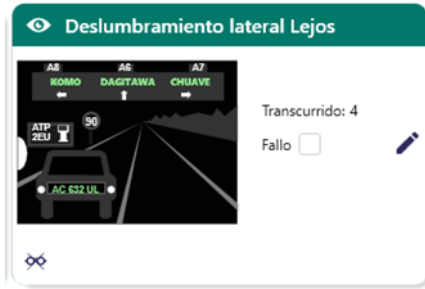 Deslumbramiento lateral Lejos
A8 A6 A7
KOMO DAGITAWA CHUAVE
ATP
2EU
90
AC 632 UL
Transcurrido: 4
Fallo